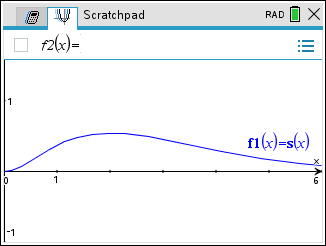 Scratchpad RAD
f2(x)=
1
f1(x)=s(x)
x
0 1 6
-1